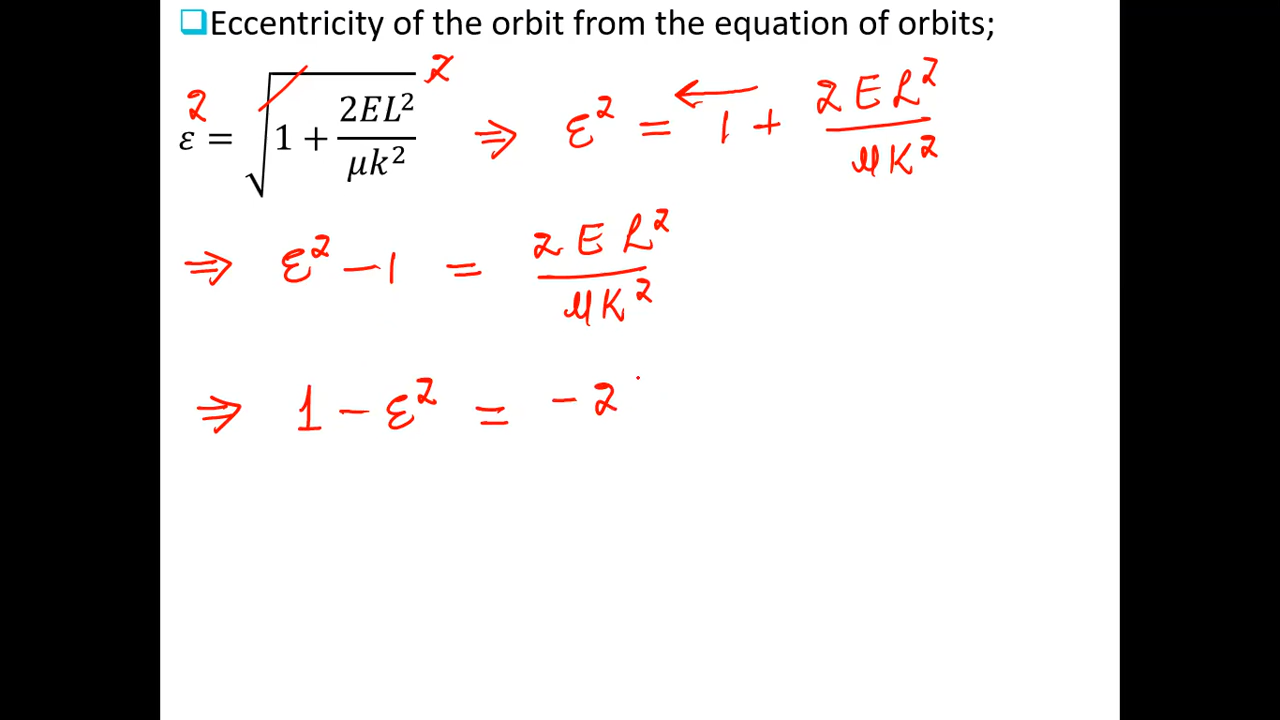 ❑Eccentricity of the orbit from the equation of orbits;
ε² = √(1 + 2EL²/μk²) ² ⇒ ε² = 1 + 2EL²/μK²
⇒ ε² − 1 = 2EL²/μK²
⇒ 1 − ε² = −2